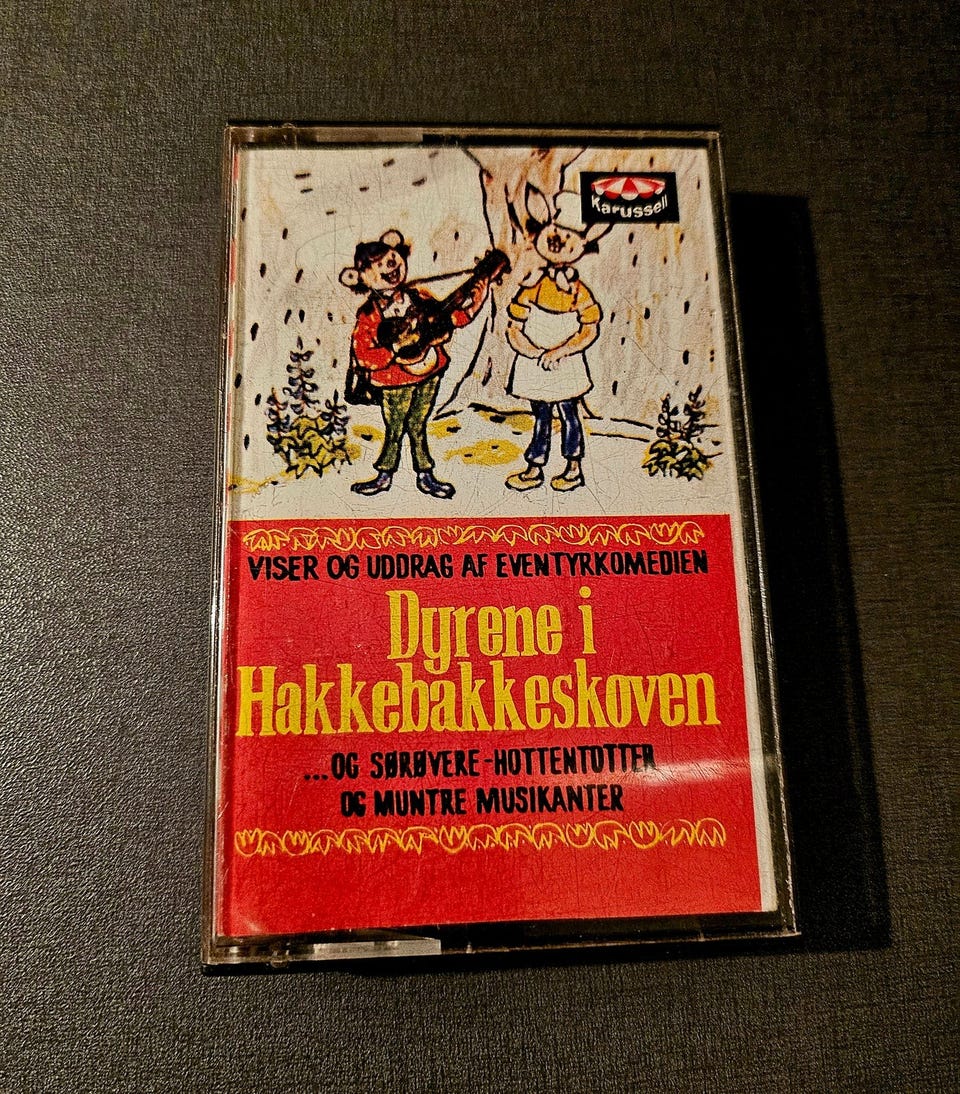 Karussell
VISER OG UDDRAG AF EVENTYRKOMEDIEN
Dyrene i
Hakkebakkeskoven
...OG SØRØVERE-HOTTENTOTTER
OG MUNTRE MUSIKANTER